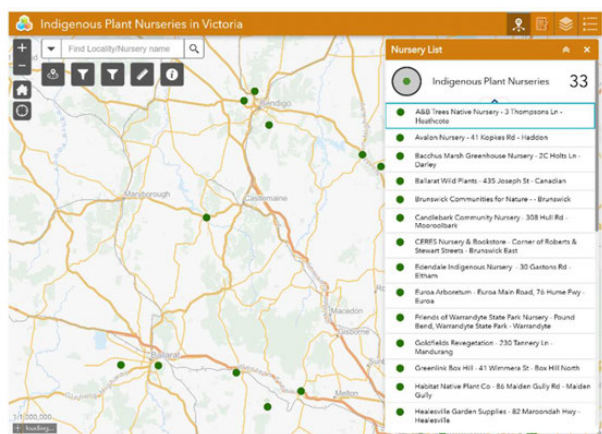 Indigenous Plant Nurseries in Victoria
Find Locality/Nursery name
Nursery List
Indigenous Plant Nurseries 33
A&B Trees Native Nursery - 3 Thompsons Ln -
Heathcote
Avalon Nursery - 41 Kopkes Rd - Haddon
Bacchus Marsh Greenhouse Nursery - 2C Holts Ln -
Darley
Ballarat Wild Plants - 435 Joseph St - Canadian
Brunswick Communities for Nature - - Brunswick
Candlebark Community Nursery - 308 Hull Rd -
Mooroolbark
CERES Nursery & Bookstore - Corner of Roberts &
Stewart Streets - Brunswick East
Edendale Indigenous Nursery - 30 Gastons Rd -
Eltham
Euroa Arboretum - Euroa Main Road, 76 Hume Fwy -
Euroa
Friends of Warrandyte State Park Nursery - Pound
Bend, Warrandyte State Park - Warrandyte
Goldfields Revegetation - 230 Tannery Ln -
Mandurang
Greenlink Box Hill - 41 Wimmera St - Box Hill North
Habitat Native Plant Co - 86 Maiden Gully Rd - Maiden
Gully
Healesville Garden Supplies - 82 Maroondah Hwy -
Healesville
Bendigo
Maryborough
Castlemaine
Macedon
Gisborne
Ballarat
Melton
1:1,000,000
loading...